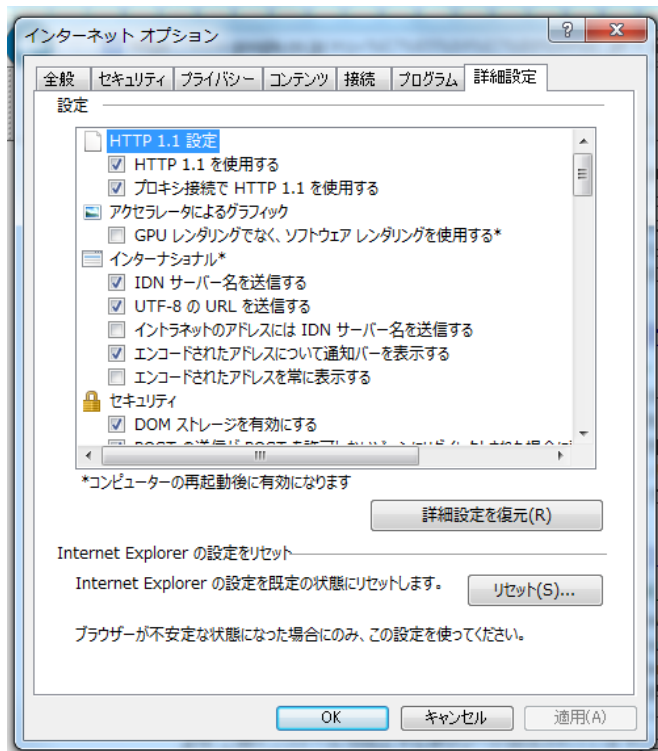 インターネット オプション
全般 セキュリティ プライバシー コンテンツ 接続 プログラム 詳細設定
設定
HTTP 1.1 設定
HTTP 1.1 を使用する
プロキシ接続で HTTP 1.1 を使用する
アクセラレータによるグラフィック
GPU レンダリングでなく、ソフトウェア レンダリングを使用する*
インターナショナル*
IDN サーバー名を送信する
UTF-8 の URL を送信する
イントラネットのアドレスには IDN サーバー名を送信する
エンコードされたアドレスについて通知バーを表示する
エンコードされたアドレスを常に表示する
セキュリティ
DOM ストレージを有効にする
*コンピューターの再起動後に有効になります
詳細設定を復元(R)
Internet Explorer の設定をリセット
Internet Explorer の設定を既定の状態にリセットします。
リセット(S)...
ブラウザーが不安定な状態になった場合にのみ、この設定を使ってください。
OK キャンセル 適用(A)